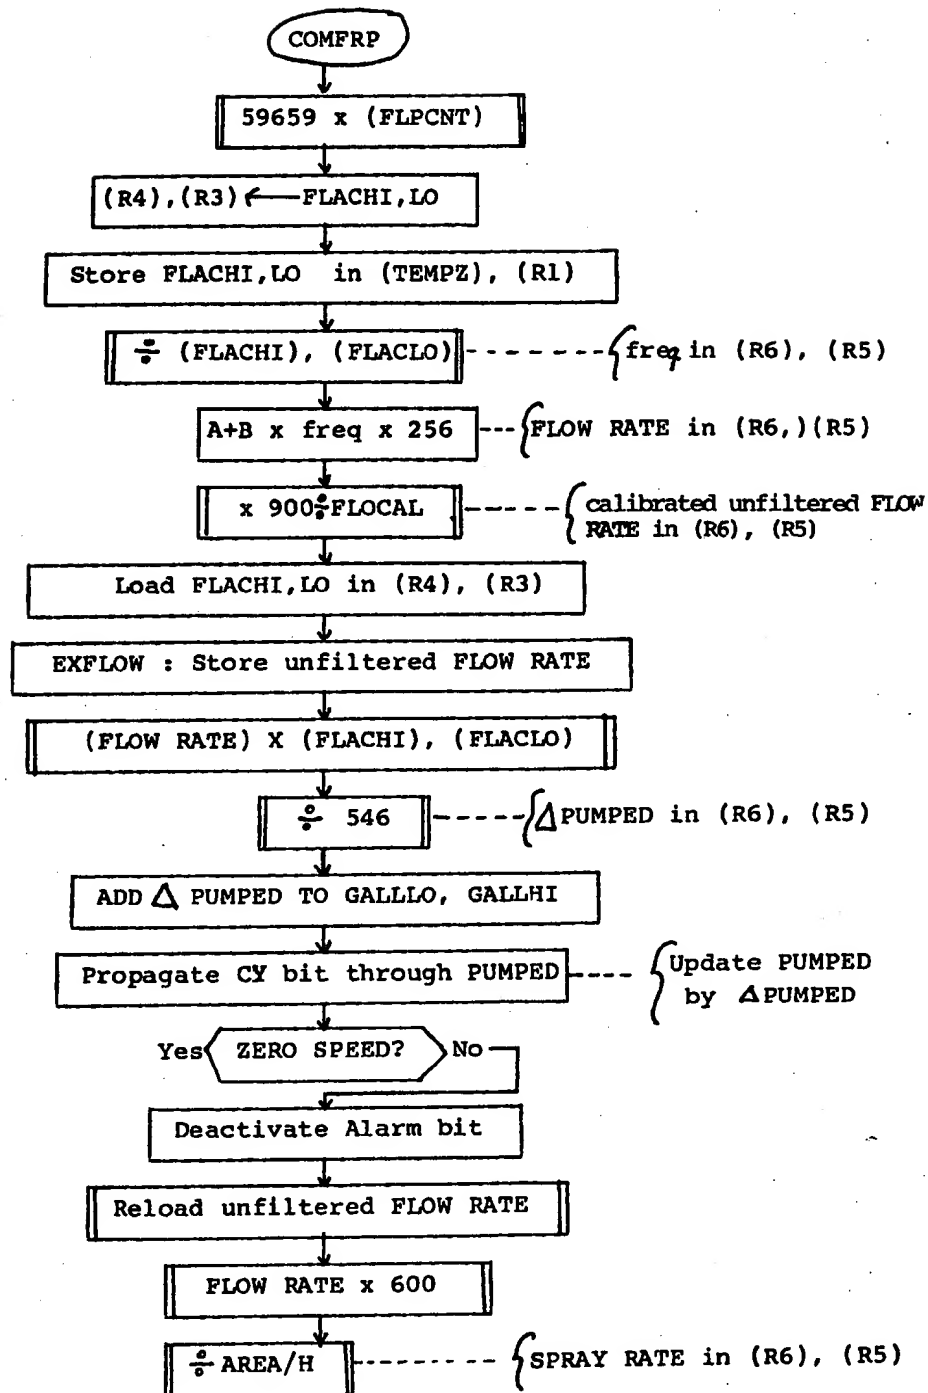 COMFRP
59659 x (FLPCNT)
(R4),(R3)←FLACHI,LO
Store FLACHI,LO in (TEMPZ), (R1)
÷ (FLACHI), (FLACLO)
freq in (R6), (R5)
A+B x freq x 256
FLOW RATE in (R6,)(R5)
x 900÷FLOCAL
calibrated unfiltered FLOW
RATE in (R6), (R5)
Load FLACHI,LO in (R4), (R3)
EXFLOW : Store unfiltered FLOW RATE
(FLOW RATE) X (FLACHI), (FLACLO)
÷ 546
Δ PUMPED in (R6), (R5)
ADD Δ PUMPED TO GALLLO, GALLHI
Propagate CY bit through PUMPED
Update PUMPED
by Δ PUMPED
Yes ZERO SPEED? No
Deactivate Alarm bit
Reload unfiltered FLOW RATE
FLOW RATE x 600
÷ AREA/H
SPRAY RATE in (R6), (R5)